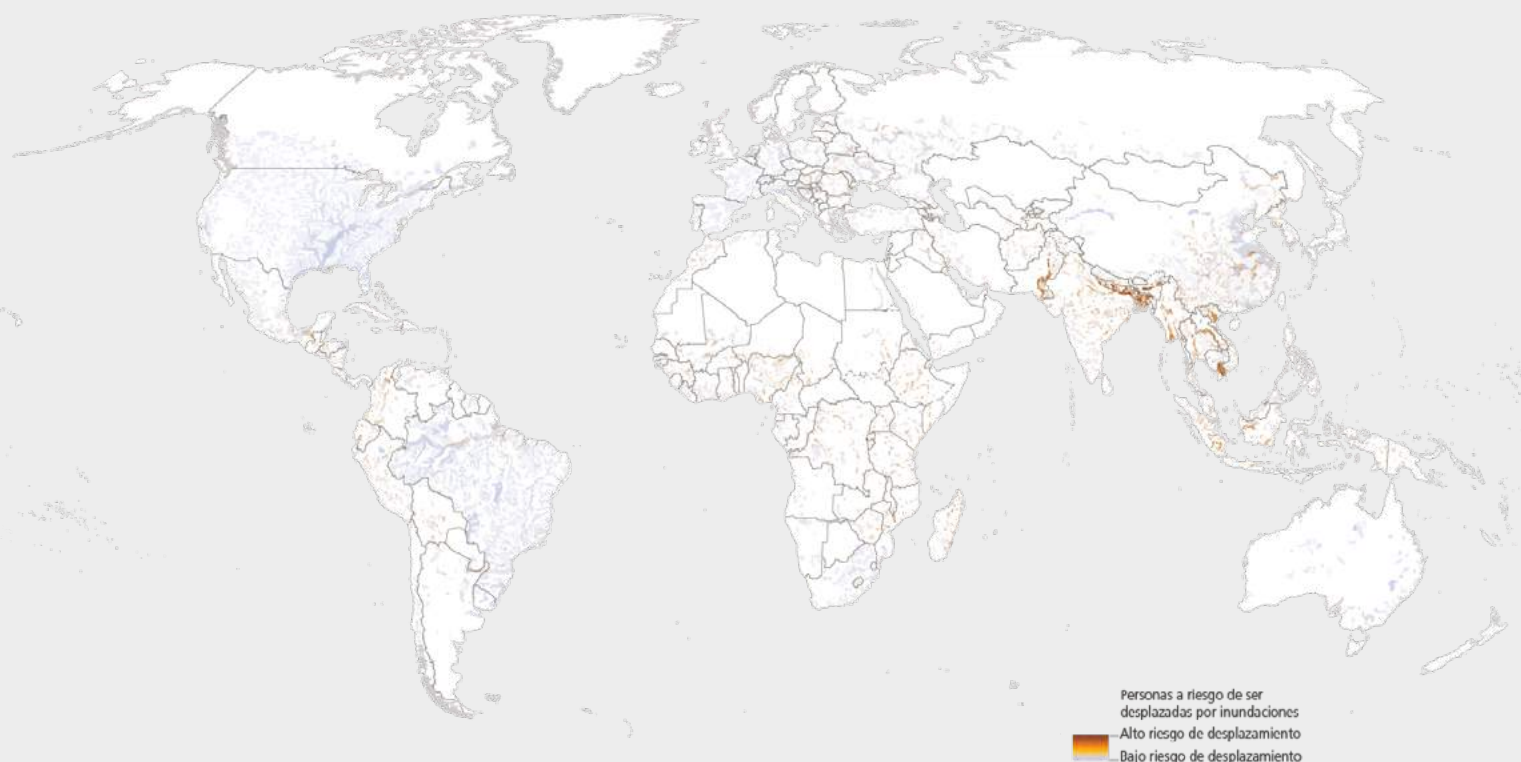 Personas a riesgo de ser
desplazadas por inundaciones
Alto riesgo de desplazamiento
Bajo riesgo de desplazamiento